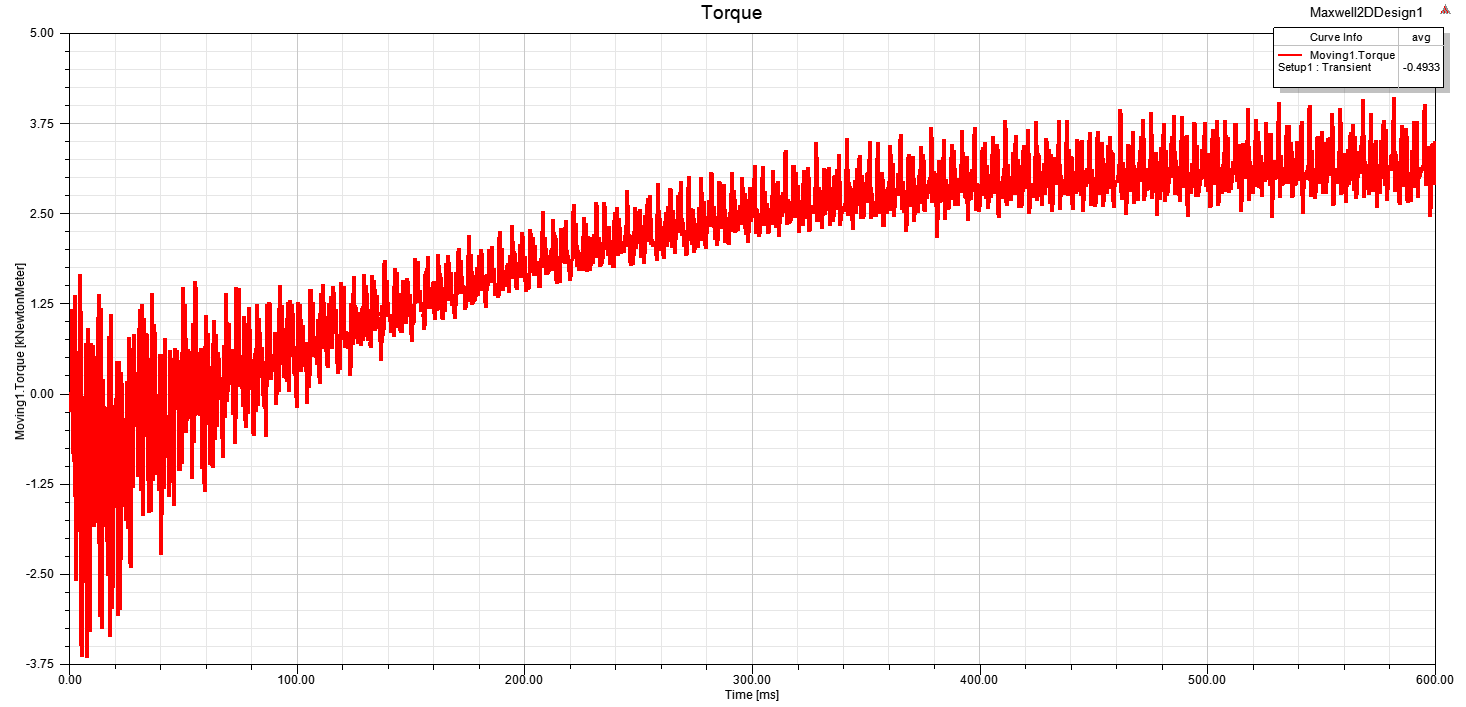 Torque
Maxwell2DDesign1
Curve Info avg
Moving1.Torque
Setup1 : Transient -0.4933
5.00
3.75
2.50
1.25
0.00
-1.25
-2.50
-3.75
Moving1.Torque [kNewtonMeter]
0.00 100.00 200.00 300.00 400.00 500.00 600.00
Time [ms]